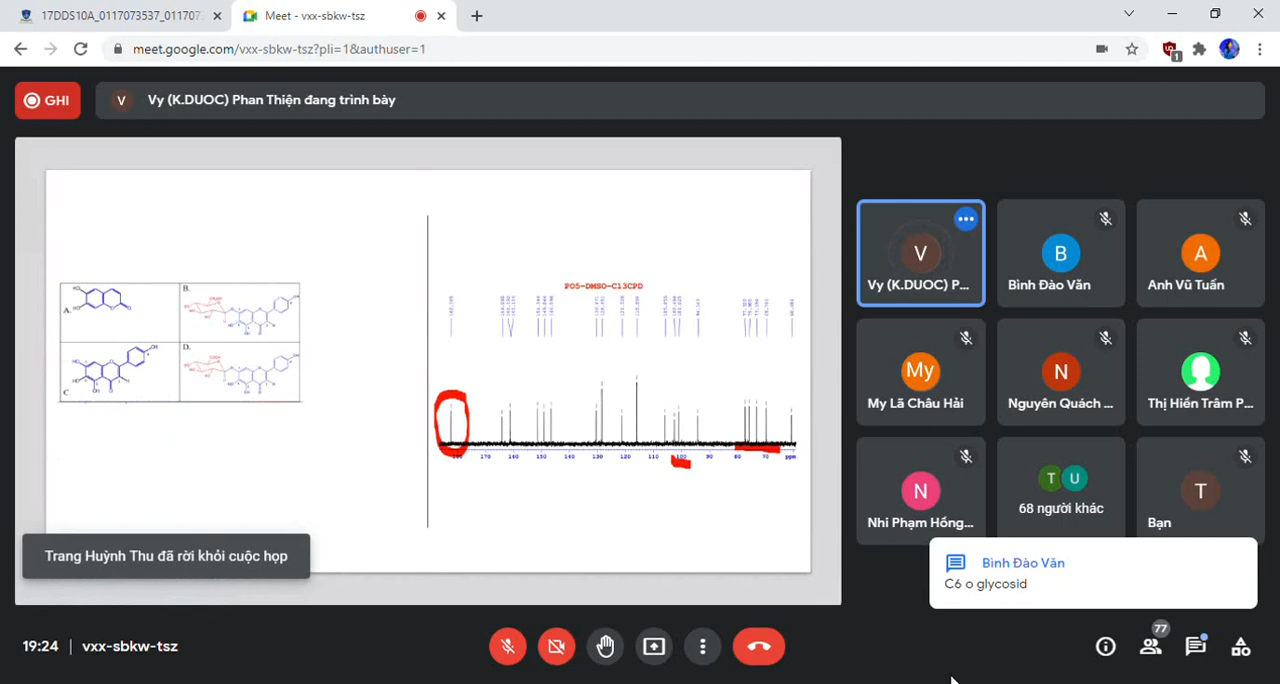 17DDS10A_0117073537_011707
Meet - vxx-sbkw-tsz
meet.google.com/vxx-sbkw-tsz?pli=1&authuser=1
1
GHI
V
Vy (K.DUOC) Phan Thiện đang trình bày
A.
B.
C.
D.
PO5-DMSO-C13CPD
180 170 160 150 140 130 120 110 100 90 80 70 ppm
V
Vy (K.DUOC) P...
B
Bình Đào Văn
A
Anh Vũ Tuấn
My
My Lã Châu Hải
N
Nguyên Quách ...
Thị Hiền Trâm P...
N
Nhi Phạm Hồng...
T U
68 người khác
T
Bạn
Trang Huỳnh Thu đã rời khỏi cuộc họp
Bình Đào Văn
C6 o glycosid
19:24 | vxx-sbkw-tsz
77